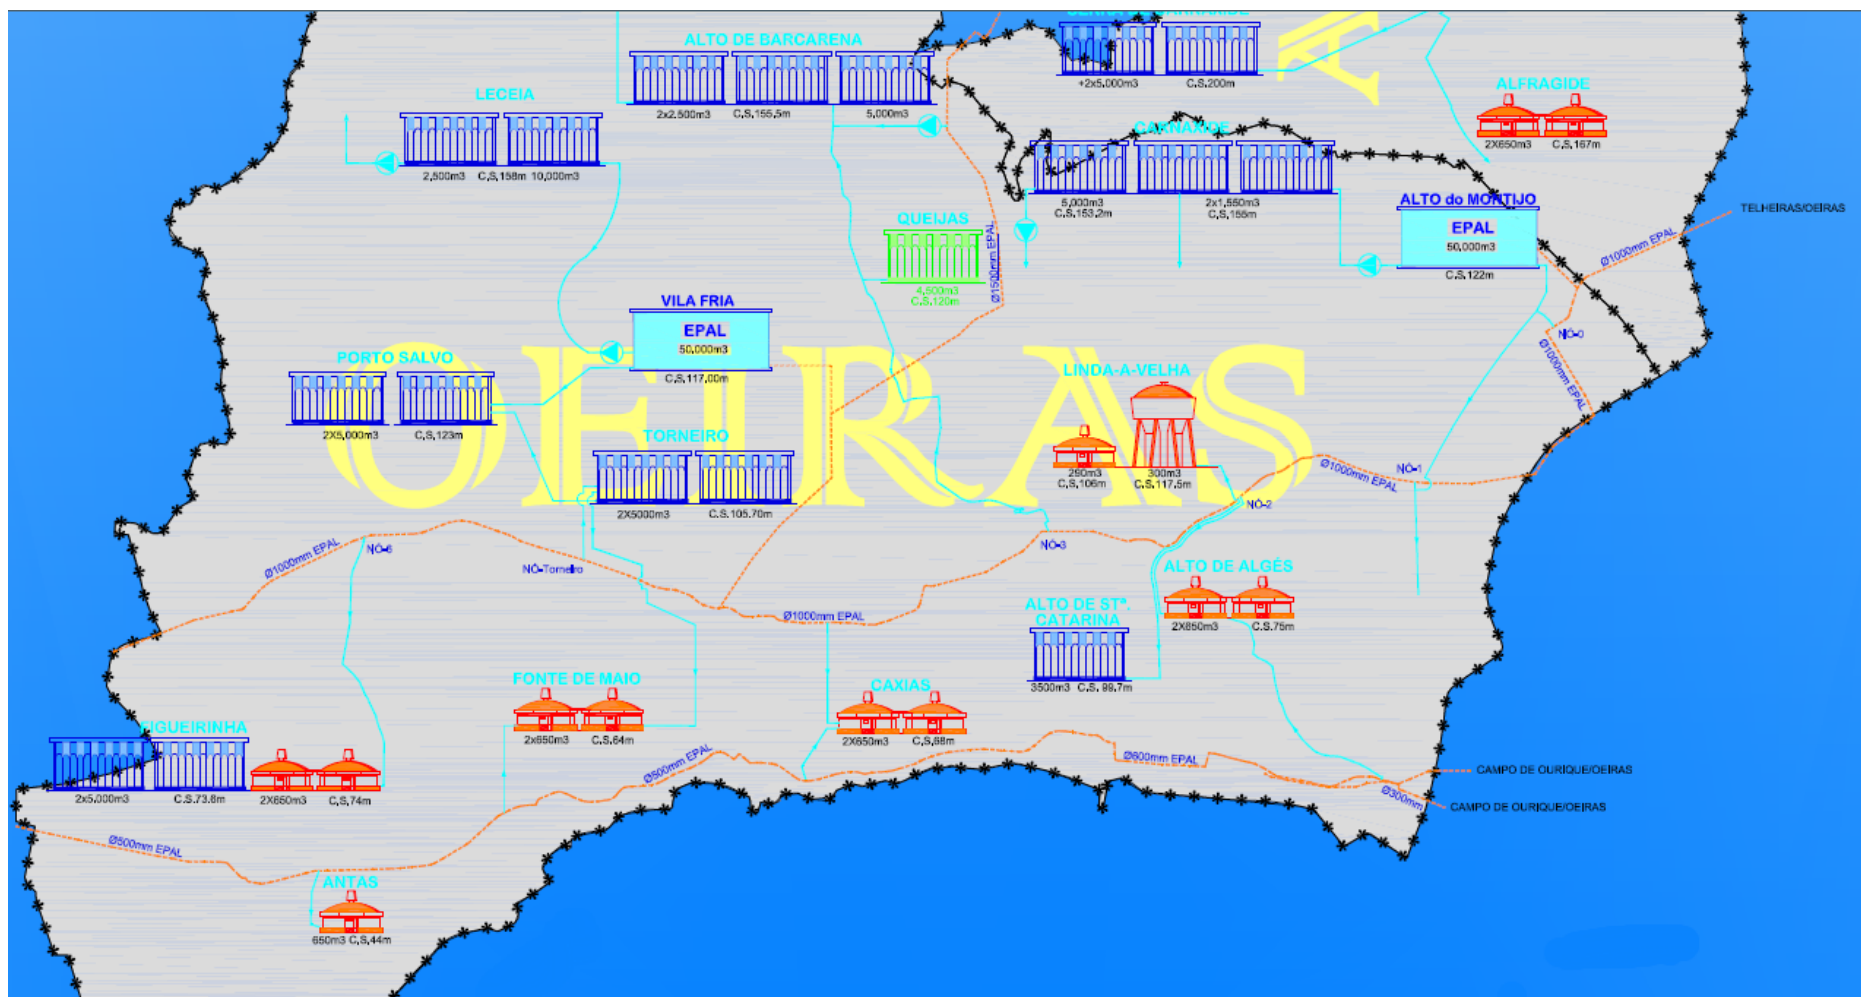 ALTO DE BARCARENA
2x2.500m3 C.S.155,5m 5,000m3
+2x5.000m3 C.S.200m
ALFRAGIDE
2X650m3 C.S,167m
LECEIA
2,500m3 C,S,158m 10,000m3
CARNAXIDE
5,000m3 2x1,550m3
C.S.153,2m C,S,155m
ALTO do MONTIJO
EPAL
50,000m3
C.S,122m
TELHEIRAS/OEIRAS
Ø1000mm EPAL
QUEIJAS
4,600m3
C.S,120m
Ø1500mm EPAL
VILA FRIA
EPAL
50,000m3
C.S,117,00m
NÓ-0
Ø1000mm EPAL
PORTO SALVO
2X5,000m3 C,S,123m
OEIRAS
A
LINDA-A-VELHA
290m3 300m3
C,S,106m C.S.117.5m
TORNEIRO
2X5000m3 C.S.105.70m
Ø1000mm EPAL
NÓ-1
NÓ-2
NÓ-3
NÓ-6
Ø1000mm EPAL
NÓ-Torneiro
ALTO DE ALGÉS
2X650m3 C.S.75m
Ø1000mm EPAL
ALTO DE STª.
CATARINA
3500m3 C.S. 99.7m
FONTE DE MAIO
2x650m3 C.S.64m
CAXIAS
2X650m3 C,S,68m
FIGUEIRINHA
2x5.000m3 C.S.73.6m 2X650m3 C,S,74m
Ø500mm EPAL
Ø600mm EPAL
CAMPO DE OURIQUE/OEIRAS
Ø300mm
CAMPO DE OURIQUE/OEIRAS
Ø500mm EPAL
ANTAS
650m3 C,S,44m